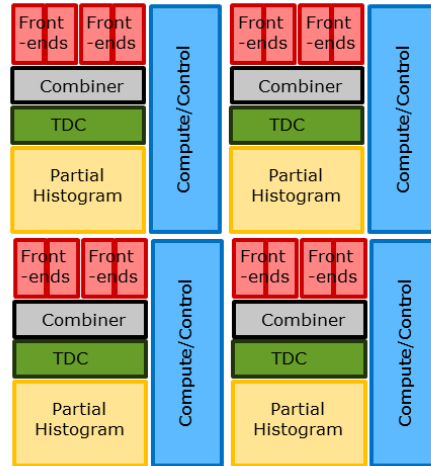 Front
-ends
Front
-ends
Combiner
TDC
Partial
Histogram
Compute/Control
Front
-ends
Front
-ends
Combiner
TDC
Partial
Histogram
Compute/Control
Front
-ends
Front
-ends
Combiner
TDC
Partial
Histogram
Compute/Control
Front
-ends
Front
-ends
Combiner
TDC
Partial
Histogram
Compute/Control